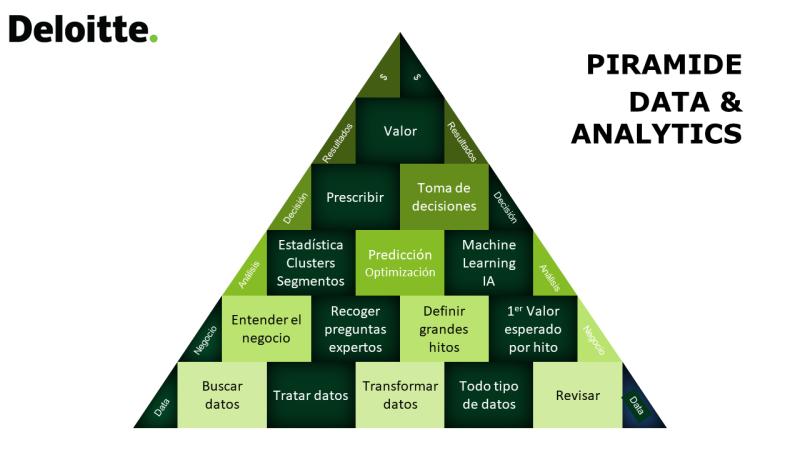 Deloitte.
PIRAMIDE
DATA &
ANALYTICS
$ $
Resultados
Valor
Resultados
Decisión
Prescribir
Toma de
decisiones
Decisión
Análisis
Estadística
Clusters
Segmentos
Predicción
Optimización
Machine
Learning
IA
Análisis
Negocio
Entender el
negocio
Recoger
preguntas
expertos
Definir
grandes
hitos
1er Valor
esperado
por hito
Negocio
Data
Buscar
datos
Tratar datos
Transformar
datos
Todo tipo
de datos
Revisar
Data